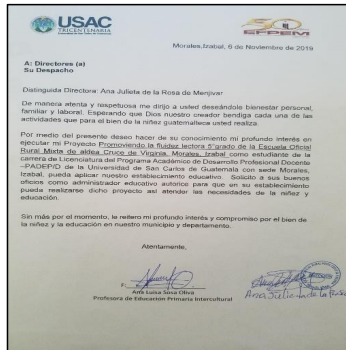 USAC
TRICENTENARIA
50
EFPEM
Morales,Izabal, 6 de Noviembre de 2019
A: Directores (a)
Su Despacho
Distinguida Directora: Ana Julieta de la Rosa de Menjivar
De manera atenta y respetuosa me dirijo a usted deseándole bienestar personal,
familiar y laboral. Esperando que Dios nuestro creador bendiga cada una de las
actividades que para el bien de la niñez guatemalteca usted realiza.
Por medio del presente deseo hacer de su conocimiento mi profundo interés en
ejecutar mi Proyecto Promoviendo la fluidez lectora 5°grado de la Escuela Oficial
Rural Mixta de aldea Cruce de Virginia, Morales, Izabal como estudiante de la
carrera de Licenciatura del Programa Académico de Desarrollo Profesional Docente
–PADEP/D de la Universidad de San Carlos de Guatemala con sede Morales,
Izabal, pueda aplicar nuestro establecimiento educativo. Solicito a sus buenos
oficios como administrador educativo autorice para que en su establecimiento
pueda realizarse dicho proyecto así atender las necesidades de la niñez y
educación.
Sin más por el momento, le reitero mi profundo interés y compromiso por el bien de
la niñez y la educación en nuestro municipio y departamento.
Atentamente,
F:
Ana Luisa Sosa Oliva
Profesora de Educación Primaria Intercultural
Ana Julieta de la Rosa